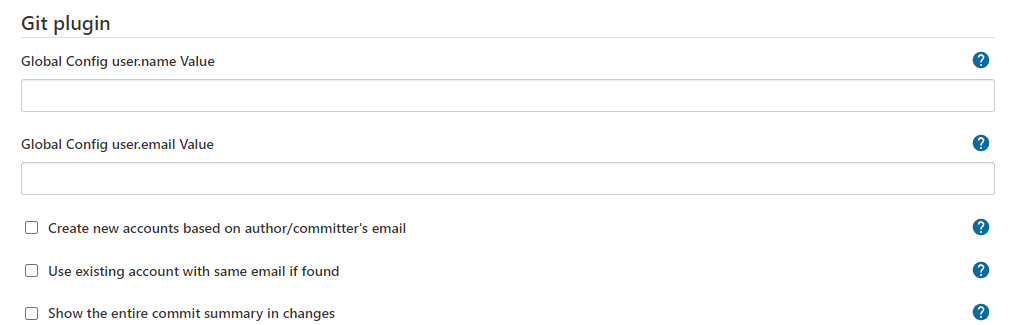 Git plugin
Global Config user.name Value
?
Global Config user.email Value
?
Create new accounts based on author/committer's email
?
Use existing account with same email if found
?
Show the entire commit summary in changes
?